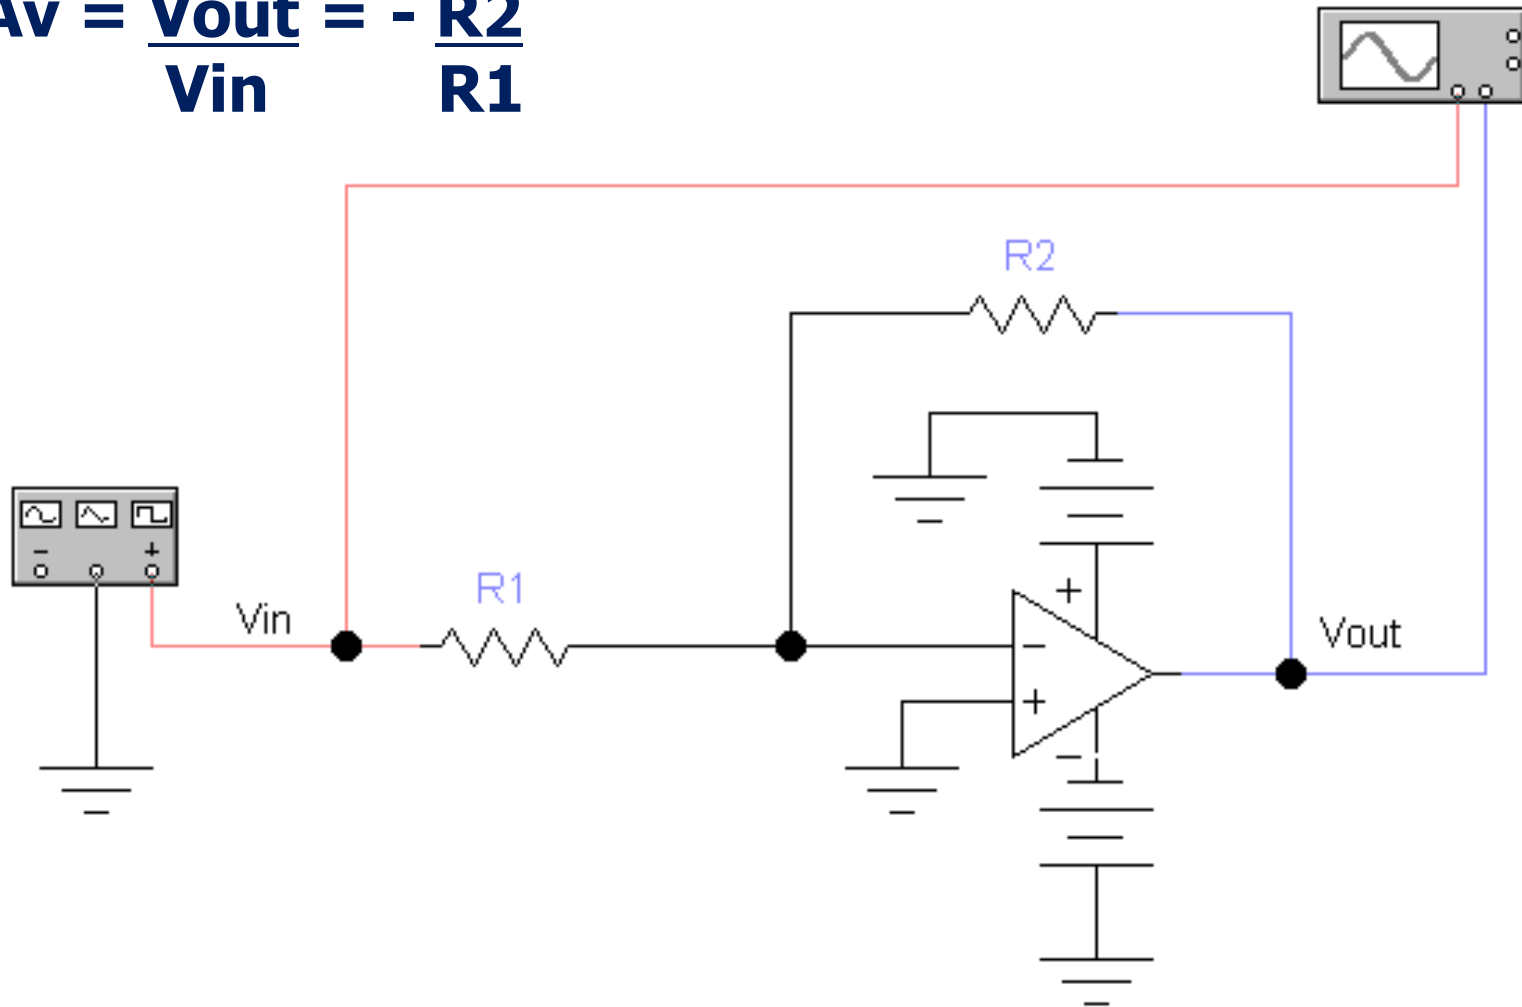 Av = Vout = - R2
Vin R1
R2
- +
R1
Vin
+
Vout
-
+
-